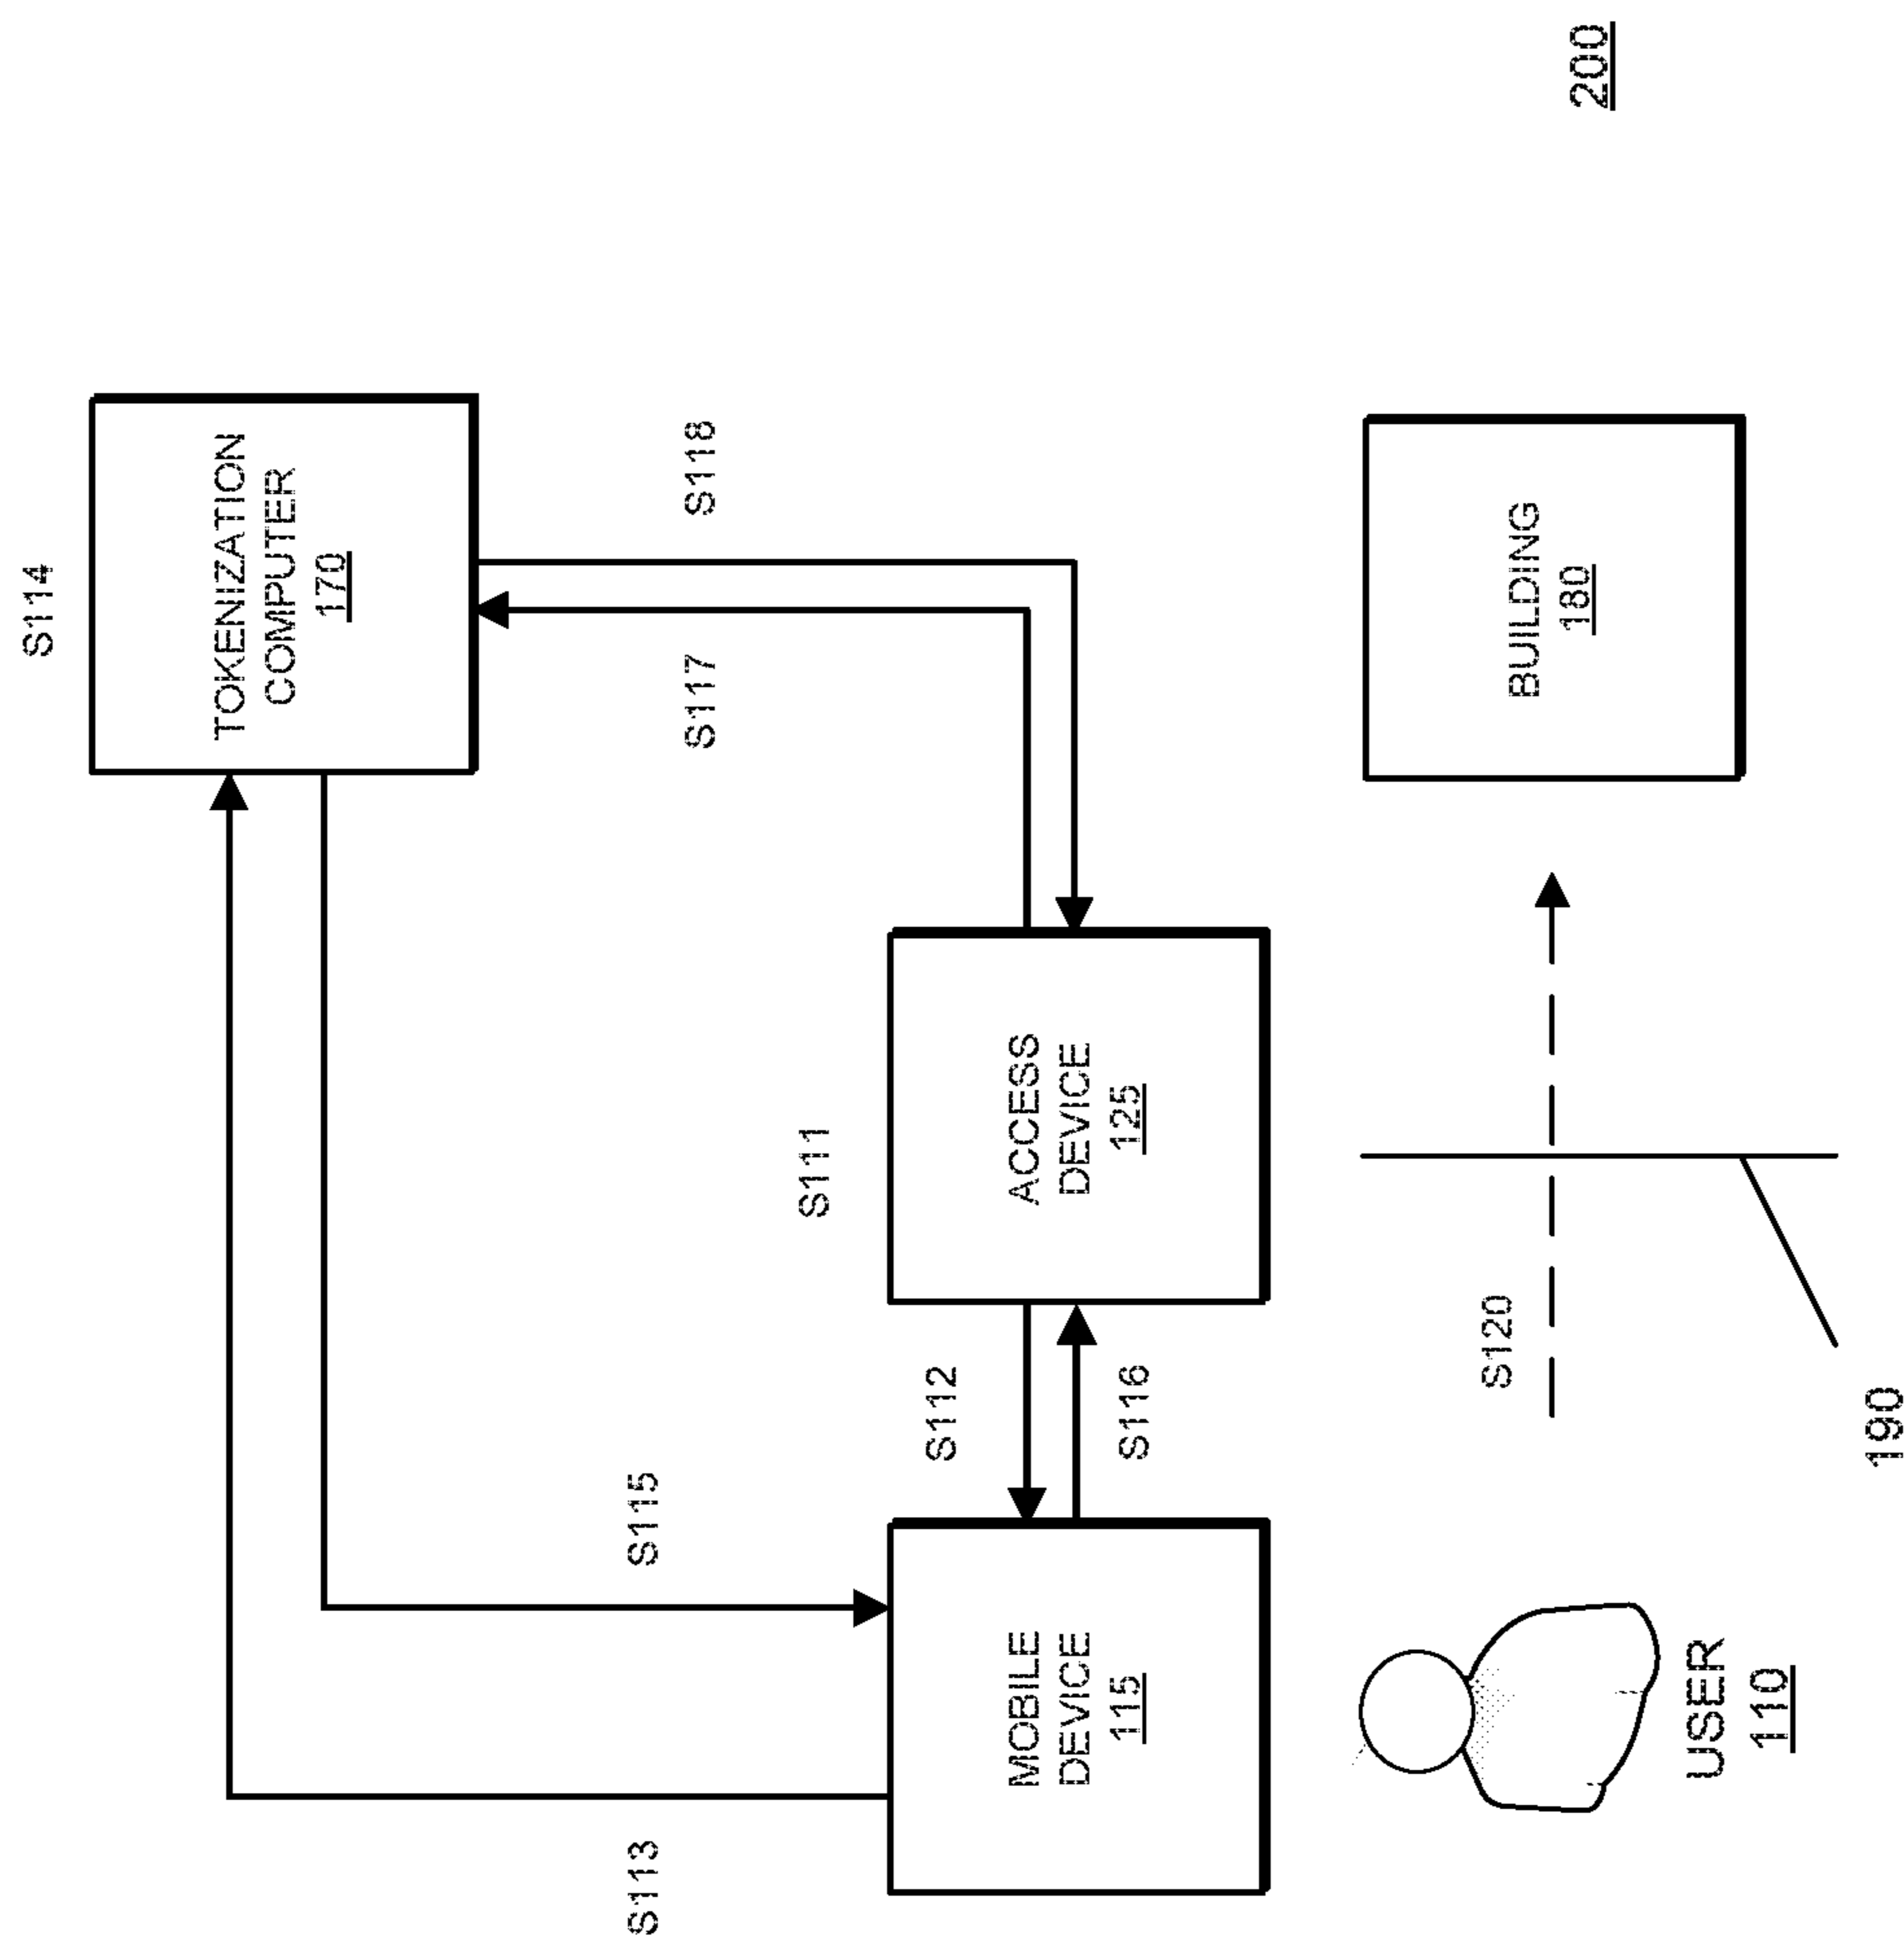 S114
TOKENIZATION
COMPUTER
170
S113
S115
S117
S118
S111
S112
S116
MOBILE
DEVICE
115
ACCESS
DEVICE
125
S120
BUILDING
180
USER
110
190
200